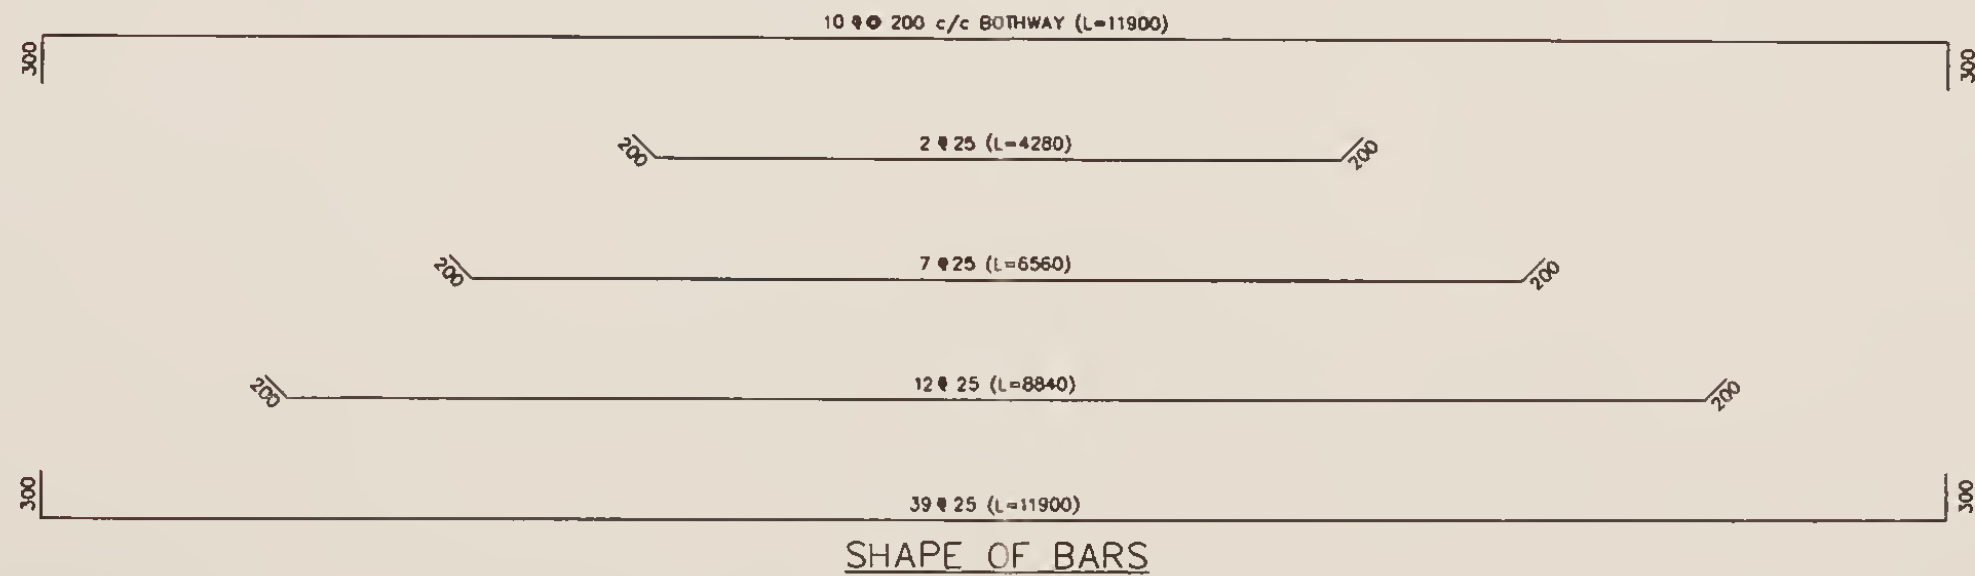 10 ϕ @ 200 c/c BOTHWAY (L=11900)
300 300
2 ϕ 25 (L=4280)
200 200
7 ϕ 25 (L=6560)
200 200
12 ϕ 25 (L=8840)
200 200
39 ϕ 25 (L=11900)
300 300
SHAPE OF BARS